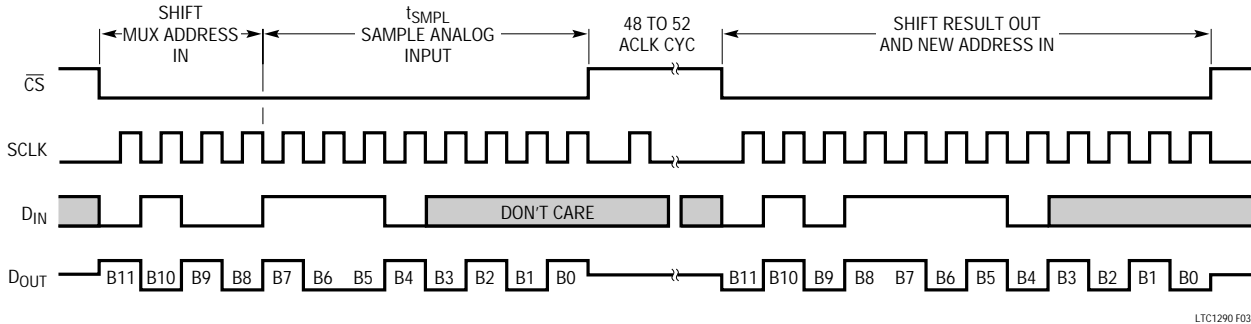 SHIFT
MUX ADDRESS
IN
tSMPL
SAMPLE ANALOG
INPUT
48 TO 52
ACLK CYC
SHIFT RESULT OUT
AND NEW ADDRESS IN
C̅S̅
SCLK
DIN
DON'T CARE
DOUT
B11 B10 B9 B8 B7 B6 B5 B4 B3 B2 B1 B0 B11 B10 B9 B8 B7 B6 B5 B4 B3 B2 B1 B0
LTC1290 F03